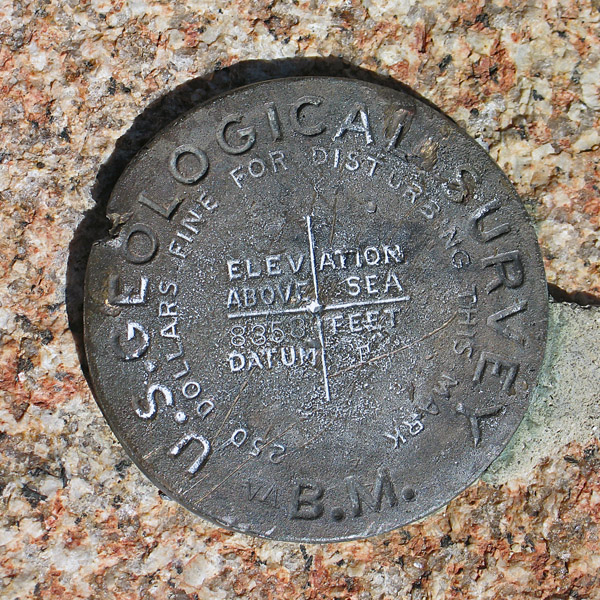 U.S. GEOLOGICAL SURVEY
250 DOLLARS FINE FOR DISTURBING THIS MARK
ELEVATION
ABOVE SEA
FEET
DATUM
B.M.